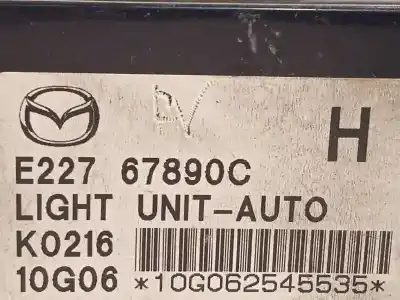 H
E227 67890C
LIGHT UNIT-AUTO
K0216
10G06 *10G062545535*